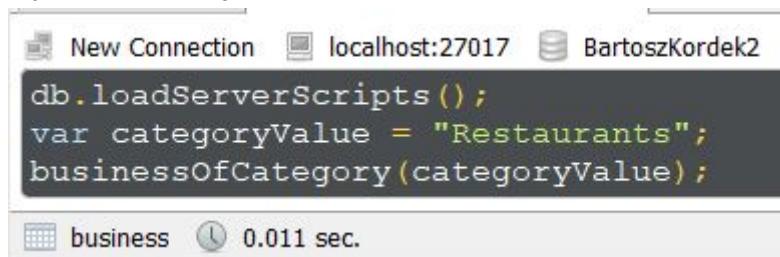 New Connection localhost:27017 BartoszKordek2
db.loadServerScripts();
var categoryValue = "Restaurants";
businessOfCategory(categoryValue);
business 0.011 sec.